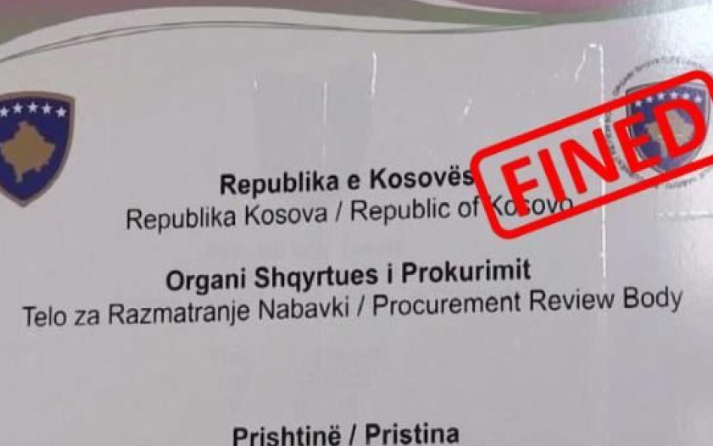 Republika e Kosovës
FINED
Republika Kosova / Republic of Kosovo
Organi Shqyrtues i Prokurimit
Telo za Razmatranje Nabavki / Procurement Review Body
Prishtinë / Pristina